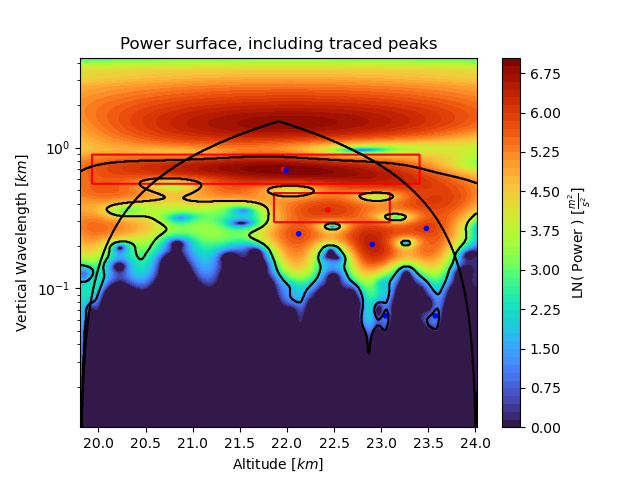 Power surface, including traced peaks
Vertical Wavelength [km]
10⁰
10⁻¹
20.0 20.5 21.0 21.5 22.0 22.5 23.0 23.5 24.0
Altitude [km]
6.75
6.00
5.25
4.50
3.75
3.00
2.25
1.50
0.75
0.00
LN( Power ) [m²/s²]